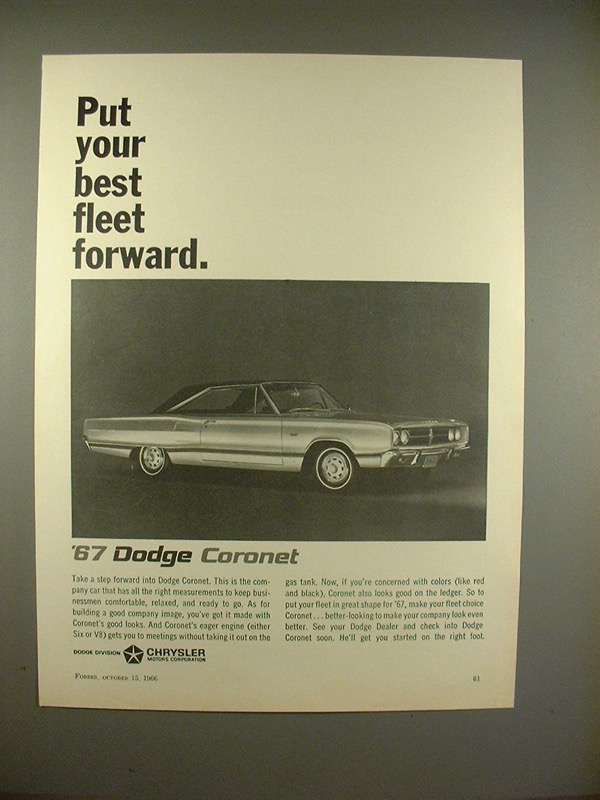 Put
your
best
fleet
forward.
'67 Dodge Coronet
Take a step forward into Dodge Coronet. This is the com-
pany car that has all the right measurements to keep busi-
nessmen comfortable, relaxed, and ready to go. As for
building a good company image, you've got it made with
Coronet's good looks. And Coronet's eager engine (either
Six or V8) gets you to meetings without taking it out on the
gas tank. Now, if you're concerned with colors (like red
and black), Coronet also looks good on the ledger. So to
put your fleet in great shape for '67, make your fleet choice
Coronet . . . better-looking to make your company look even
better. See your Dodge Dealer and check into Dodge
Coronet soon. He'll get you started on the right foot.
DODGE DIVISION CHRYSLER
MOTORS CORPORATION
FORBES, OCTOBER 15, 1966
61